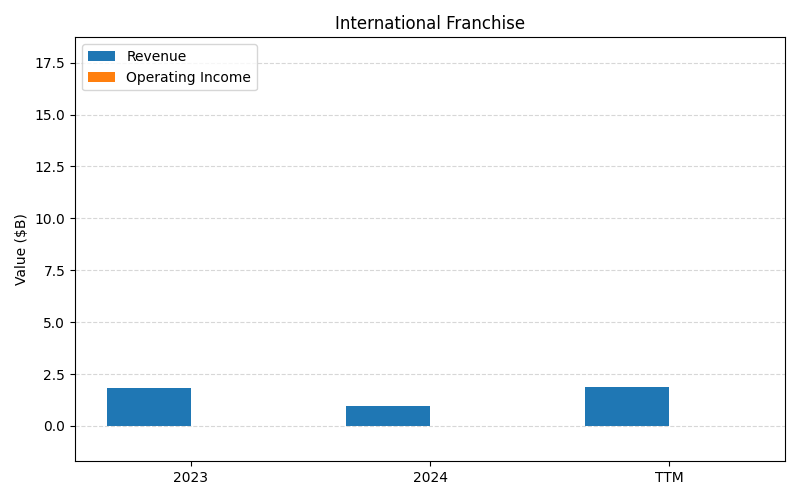 International Franchise
Revenue
Operating Income
17.5
15.0
12.5
10.0
7.5
5.0
2.5
0.0
Value ($B)
2023
2024
TTM